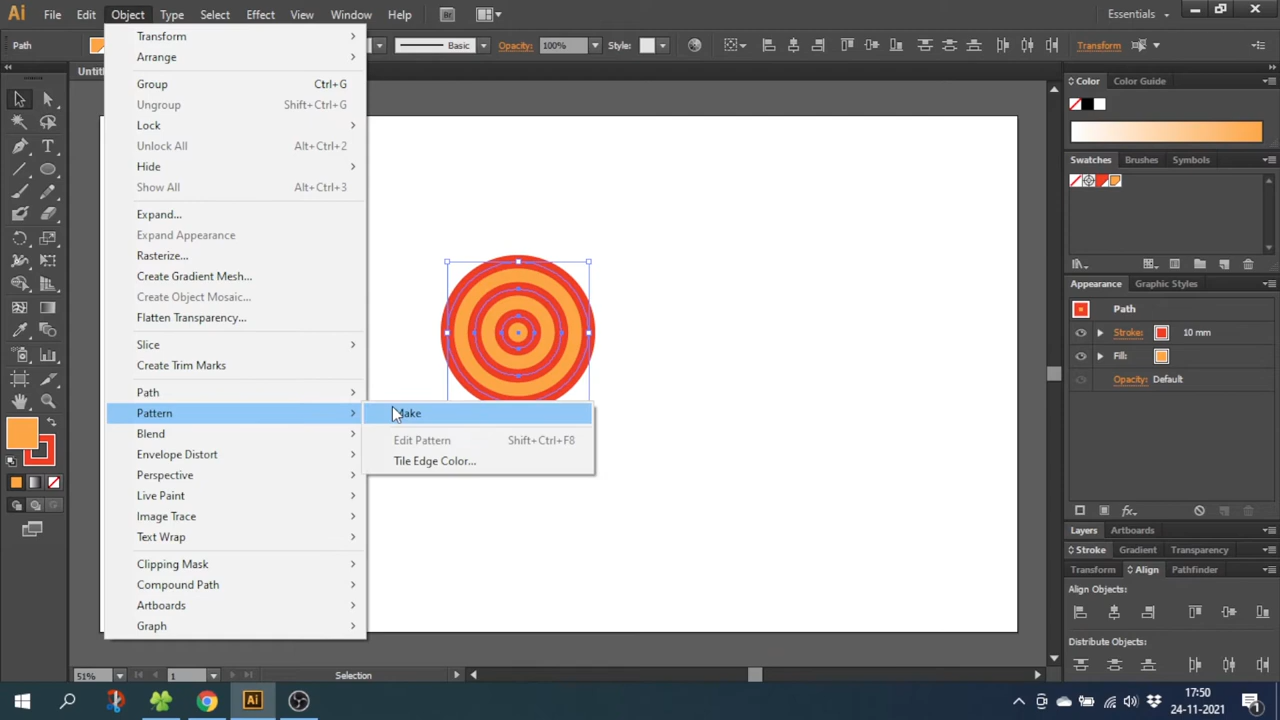 Ai File Edit Object Type Select Effect View Window Help Br Essentials
Path Basic Opacity: 100% Style: Transform
Transform
Arrange
Group Ctrl+G
Ungroup Shift+Ctrl+G
Lock
Unlock All Alt+Ctrl+2
Hide
Show All Alt+Ctrl+3
Expand...
Expand Appearance
Rasterize...
Create Gradient Mesh...
Create Object Mosaic...
Flatten Transparency...
Slice
Create Trim Marks
Path
Pattern
Blend
Envelope Distort
Perspective
Live Paint
Image Trace
Text Wrap
Clipping Mask
Compound Path
Artboards
Graph
Make
Edit Pattern Shift+Ctrl+F8
Tile Edge Color...
Color Color Guide
Swatches Brushes Symbols
Appearance Graphic Styles
Path
Stroke: 10 mm
Fill:
Opacity: Default
fx
Layers Artboards
Stroke Gradient Transparency
Transform Align Pathfinder
Align Objects:
Distribute Objects:
51% 1 Selection
Ai 17:50
24-11-2021 1